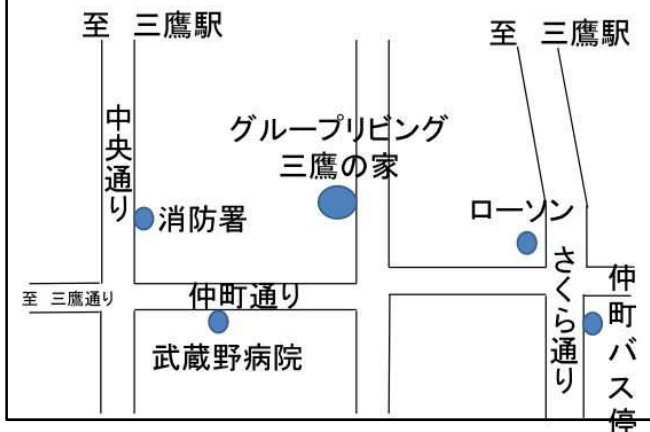 至 三鷹駅
至 三鷹駅
中央通り
グループリビング
三鷹の家
消防署
ローソン
さくら通り
至 三鷹通り
仲町通り
仲町バス停
武蔵野病院